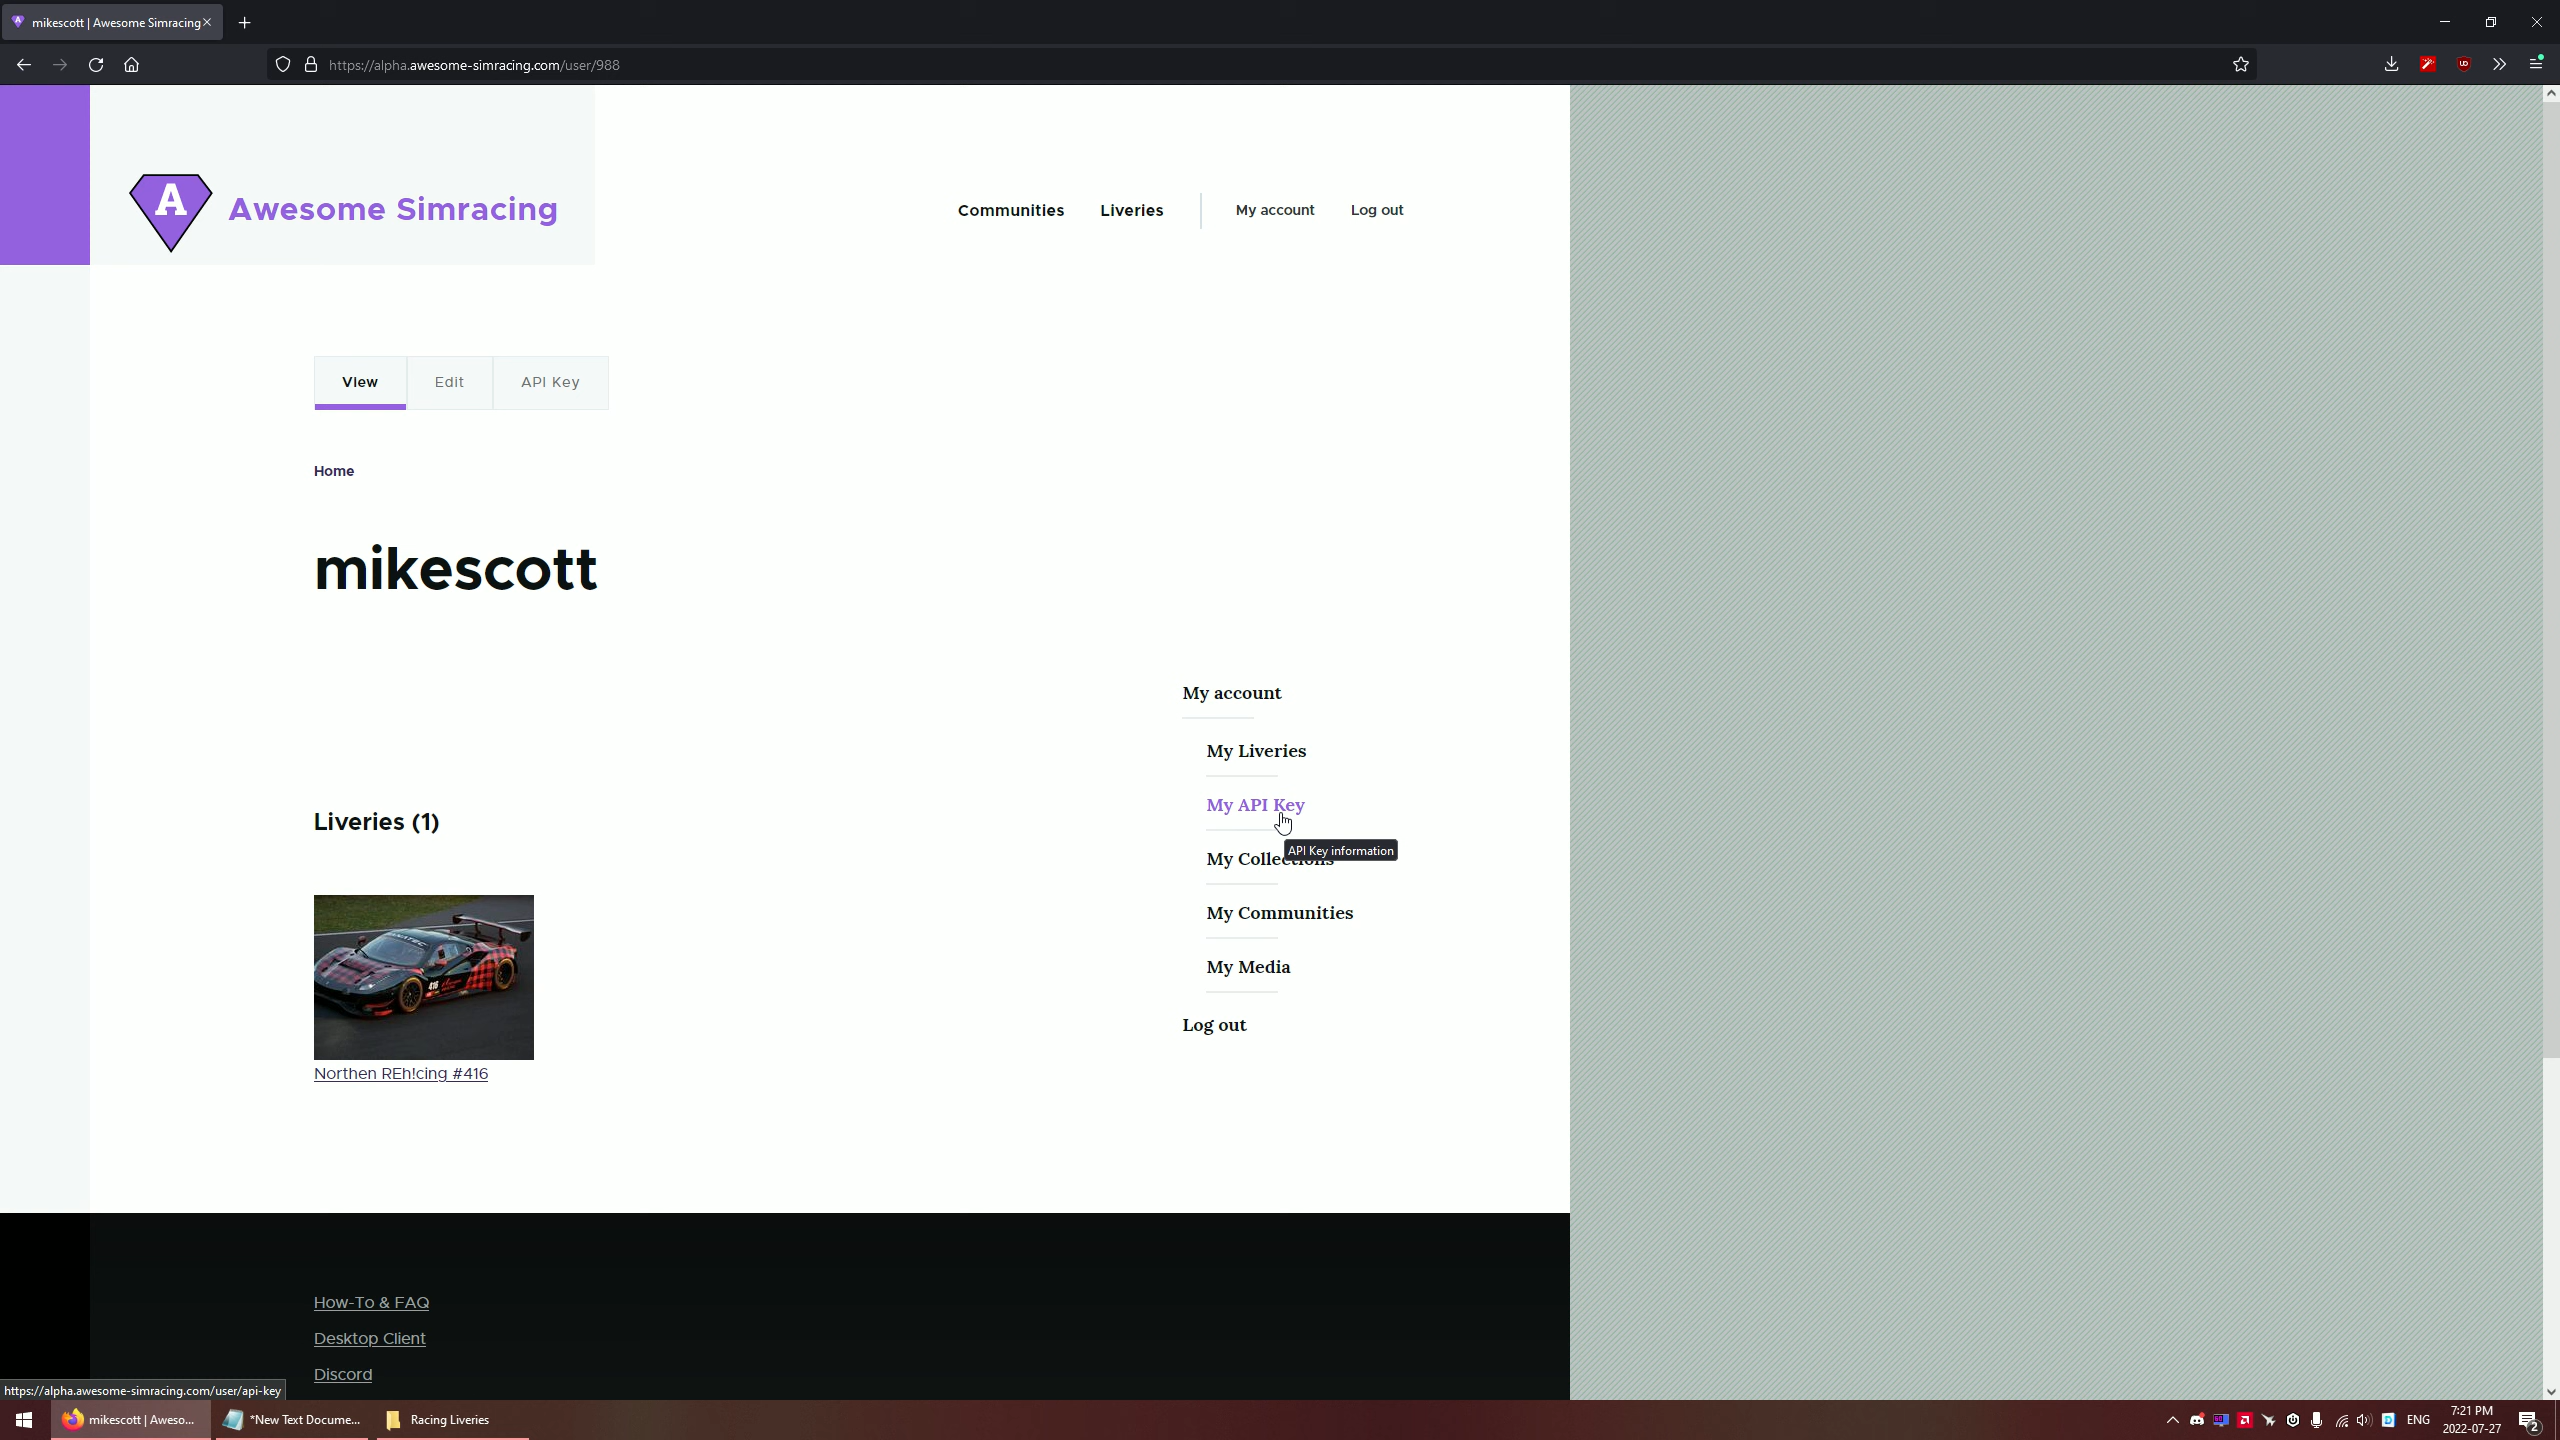 mikescott | Awesome Simracing
https://alpha.awesome-simracing.com/user/988
A
Awesome Simracing
Communities
Liveries
My account
Log out
View
Edit
API Key
Home
mikescott
My account
My Liveries
My API Key
API Key information
My Collections
My Communities
My Media
Log out
Liveries (1)
FANATEC
416
Northen REh!cing #416
How-To & FAQ
Desktop Client
Discord
https://alpha.awesome-simracing.com/user/api-key
mikescott | Aweso...
*New Text Docume...
Racing Liveries
ENG
7:21 PM
2022-07-27
2